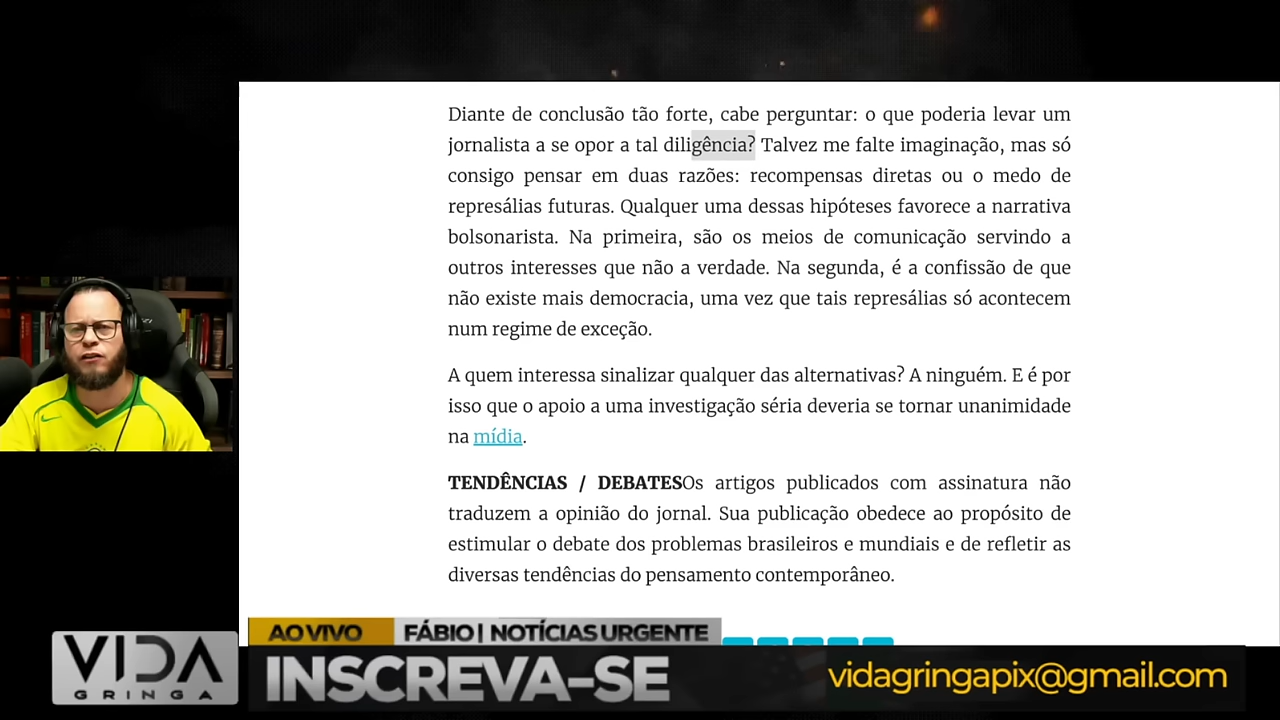 Diante de conclusão tão forte, cabe perguntar: o que poderia levar um
jornalista a se opor a tal diligência? Talvez me falte imaginação, mas só
consigo pensar em duas razões: recompensas diretas ou o medo de
represálias futuras. Qualquer uma dessas hipóteses favorece a narrativa
bolsonarista. Na primeira, são os meios de comunicação servindo a
outros interesses que não a verdade. Na segunda, é a confissão de que
não existe mais democracia, uma vez que tais represálias só acontecem
num regime de exceção.
A quem interessa sinalizar qualquer das alternativas? A ninguém. E é por
isso que o apoio a uma investigação séria deveria se tornar unanimidade
na mídia.
TENDÊNCIAS / DEBATESOs artigos publicados com assinatura não
traduzem a opinião do jornal. Sua publicação obedece ao propósito de
estimular o debate dos problemas brasileiros e mundiais e de refletir as
diversas tendências do pensamento contemporâneo.
AO VIVO FÁBIO | NOTÍCIAS URGENTE
VIDA
GRINGA
INSCREVA-SE
vidagringapix@gmail.com